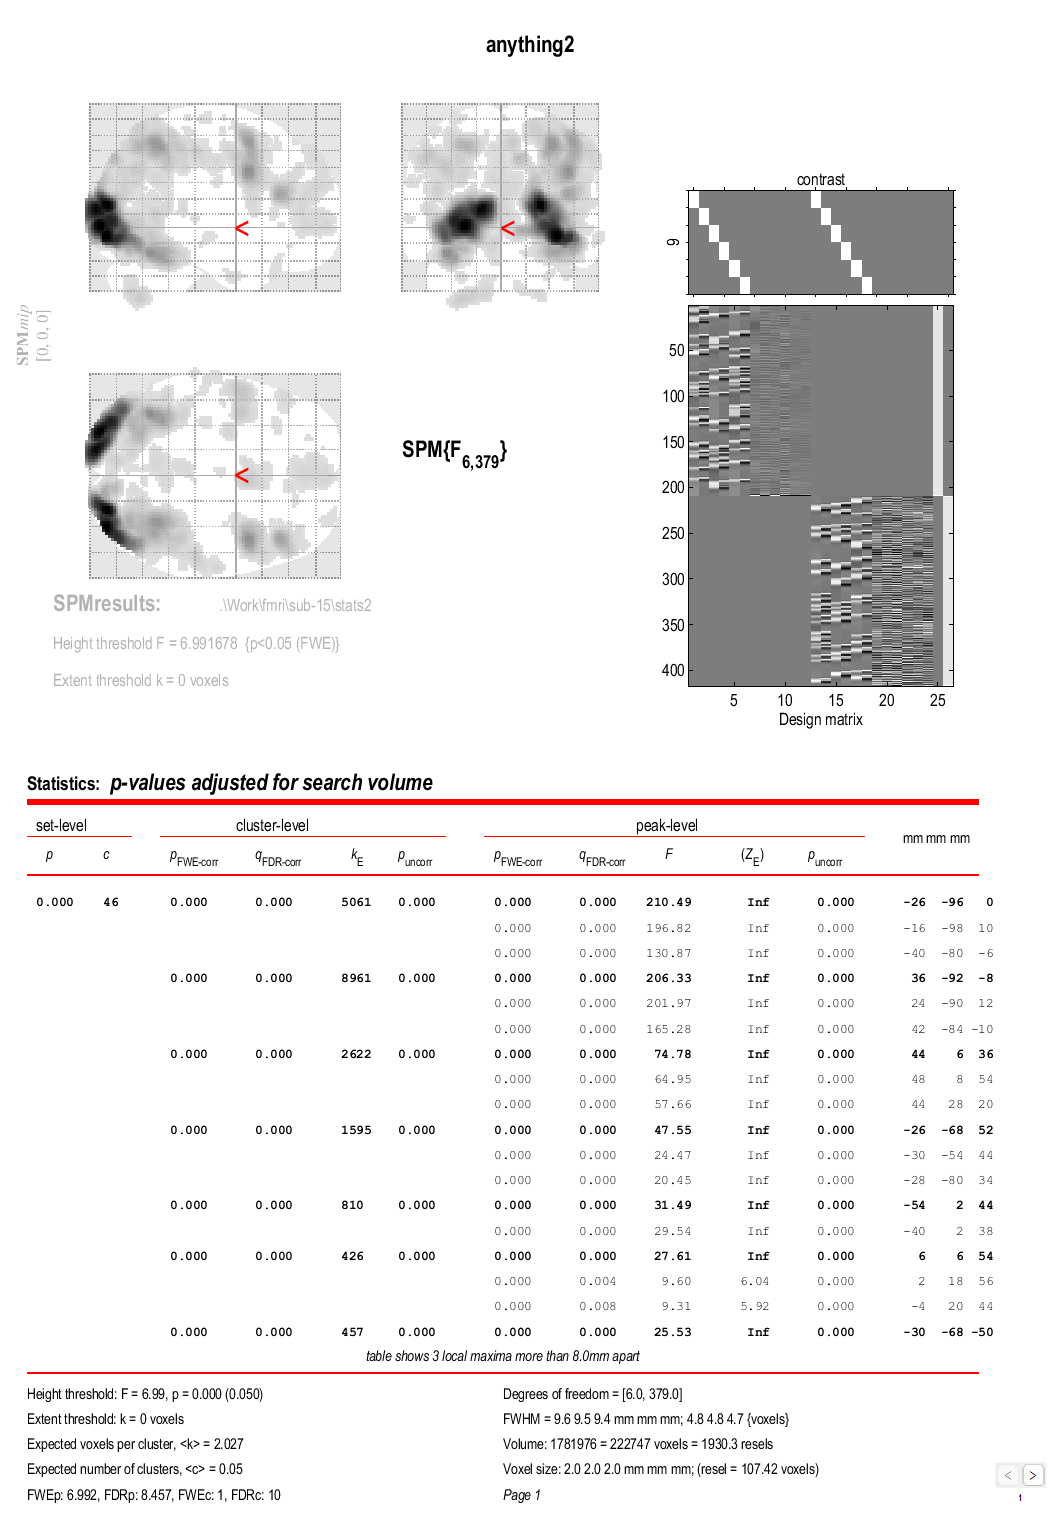 anything2
SPMmip
[0, 0, 0]
<
<
<
SPM{F6,379}
contrast
9
50
100
150
200
250
300
350
400
5 10 15 20 25
Design matrix
SPMresults: .\Work\fmri\sub-15\stats2
Height threshold F = 6.991678 {p<0.05 (FWE)}
Extent threshold k = 0 voxels
Statistics: p-values adjusted for search volume
set-level cluster-level peak-level mm mm mm
p c pFWE-corr qFDR-corr kE puncorr pFWE-corr qFDR-corr F (ZE) puncorr
0.000 46 0.000 0.000 5061 0.000 0.000 0.000 210.49 Inf 0.000 -26 -96 0
0.000 0.000 196.82 Inf 0.000 -16 -98 10
0.000 0.000 130.87 Inf 0.000 -40 -80 -6
0.000 0.000 8961 0.000 0.000 0.000 206.33 Inf 0.000 36 -92 -8
0.000 0.000 201.97 Inf 0.000 24 -90 12
0.000 0.000 165.28 Inf 0.000 42 -84 -10
0.000 0.000 2622 0.000 0.000 0.000 74.78 Inf 0.000 44 6 36
0.000 0.000 64.95 Inf 0.000 48 8 54
0.000 0.000 57.66 Inf 0.000 44 28 20
0.000 0.000 1595 0.000 0.000 0.000 47.55 Inf 0.000 -26 -68 52
0.000 0.000 24.47 Inf 0.000 -30 -54 44
0.000 0.000 20.45 Inf 0.000 -28 -80 34
0.000 0.000 810 0.000 0.000 0.000 31.49 Inf 0.000 -54 2 44
0.000 0.000 29.54 Inf 0.000 -40 2 38
0.000 0.000 426 0.000 0.000 0.000 27.61 Inf 0.000 6 6 54
0.000 0.004 9.60 6.04 0.000 2 18 56
0.000 0.008 9.31 5.92 0.000 -4 20 44
0.000 0.000 457 0.000 0.000 0.000 25.53 Inf 0.000 -30 -68 -50
table shows 3 local maxima more than 8.0mm apart
Height threshold: F = 6.99, p = 0.000 (0.050)
Extent threshold: k = 0 voxels
Expected voxels per cluster, <k> = 2.027
Expected number of clusters, <c> = 0.05
FWEp: 6.992, FDRp: 8.457, FWEc: 1, FDRc: 10
Degrees of freedom = [6.0, 379.0]
FWHM = 9.6 9.5 9.4 mm mm mm; 4.8 4.8 4.7 {voxels}
Volume: 1781976 = 222747 voxels = 1930.3 resels
Voxel size: 2.0 2.0 2.0 mm mm mm; (resel = 107.42 voxels)
Page 1
< >
1